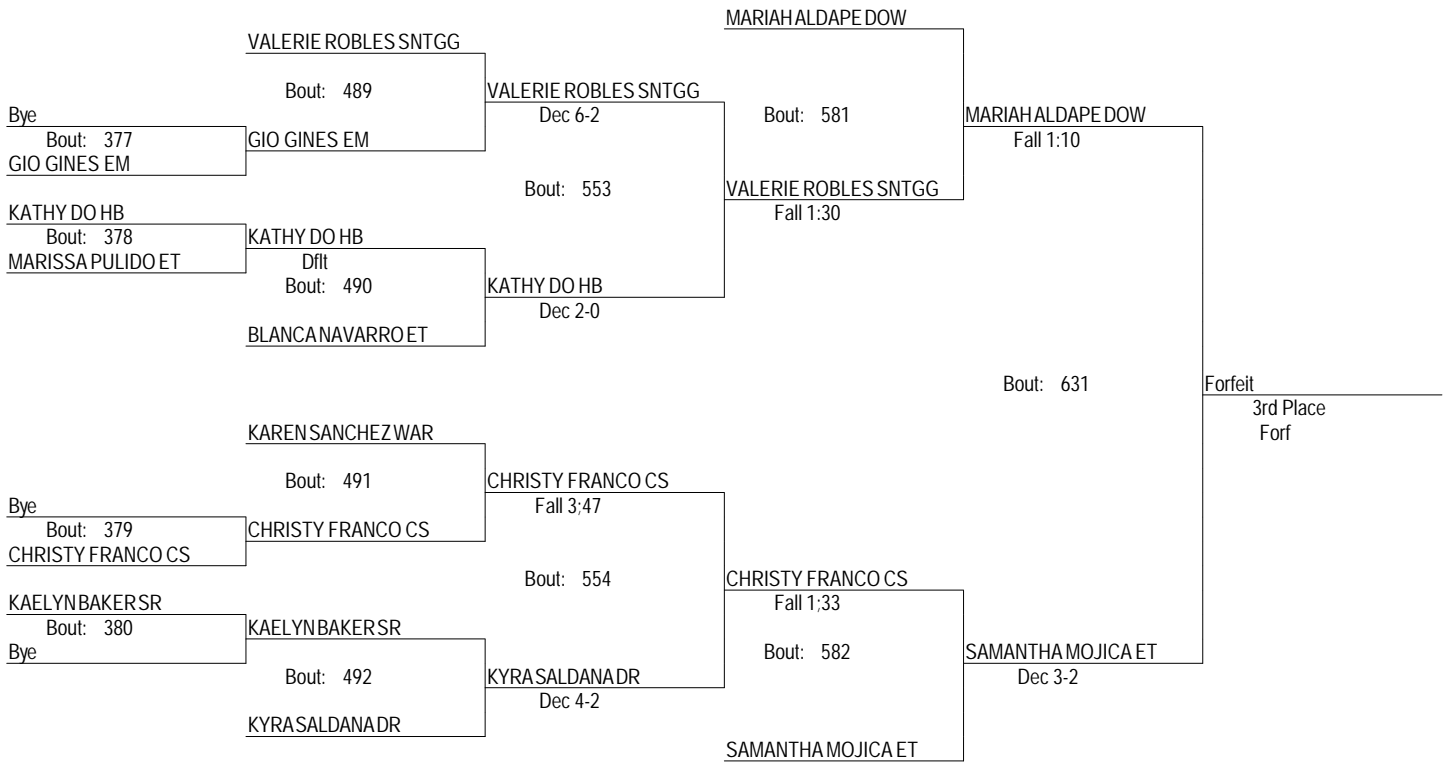 MARIAH ALDAPE DOW
VALERIE ROBLES SNTGG
Bout: 489
VALERIE ROBLES SNTGG
Dec 6-2
Bout: 581
MARIAH ALDAPE DOW
Fall 1:10
Bye
Bout: 377
GIO GINES EM
GIO GINES EM
Bout: 553
VALERIE ROBLES SNTGG
Fall 1:30
KATHY DO HB
Bout: 378
MARISSA PULIDO ET
KATHY DO HB
Dflt
Bout: 490
KATHY DO HB
Dec 2-0
BLANCA NAVARRO ET
Bout: 631
Forfeit
3rd Place
Forf
KAREN SANCHEZ WAR
Bout: 491
CHRISTY FRANCO CS
Fall 3;47
Bye
Bout: 379
CHRISTY FRANCO CS
CHRISTY FRANCO CS
Bout: 554
CHRISTY FRANCO CS
Fall 1;33
KAELYN BAKER SR
Bout: 380
Bye
KAELYN BAKER SR
Bout: 582
SAMANTHA MOJICA ET
Dec 3-2
Bout: 492
KYRA SALDANA DR
Dec 4-2
KYRA SALDANA DR
SAMANTHA MOJICA ET